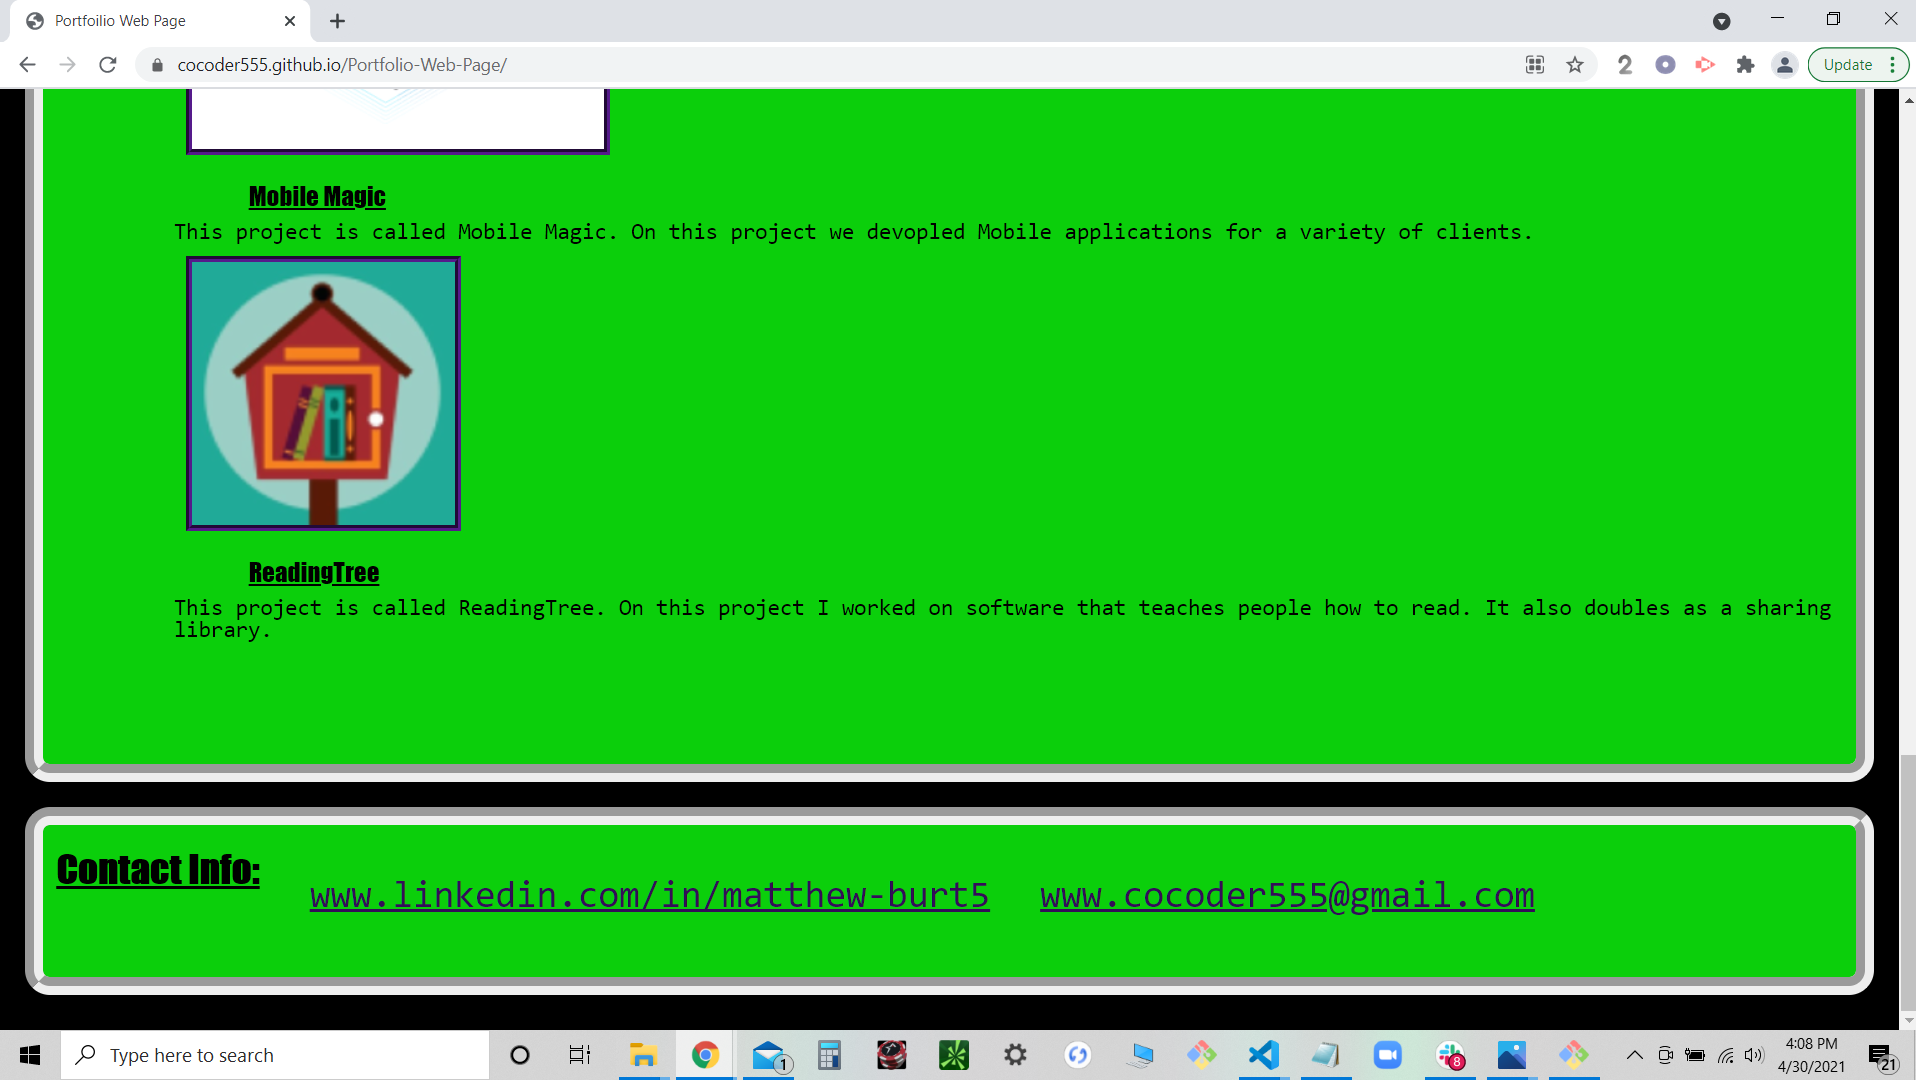 Portfoilio Web Page
cocoder555.github.io/Portfolio-Web-Page/
2
Update
Mobile Magic
This project is called Mobile Magic. On this project we devopled Mobile applications for a variety of clients.
ReadingTree
This project is called ReadingTree. On this project I worked on software that teaches people how to read. It also doubles as a sharing
library.
Contact Info:
www.linkedin.com/in/matthew-burt5 www.cocoder555@gmail.com
Type here to search
1
8
4:08 PM
4/30/2021
21